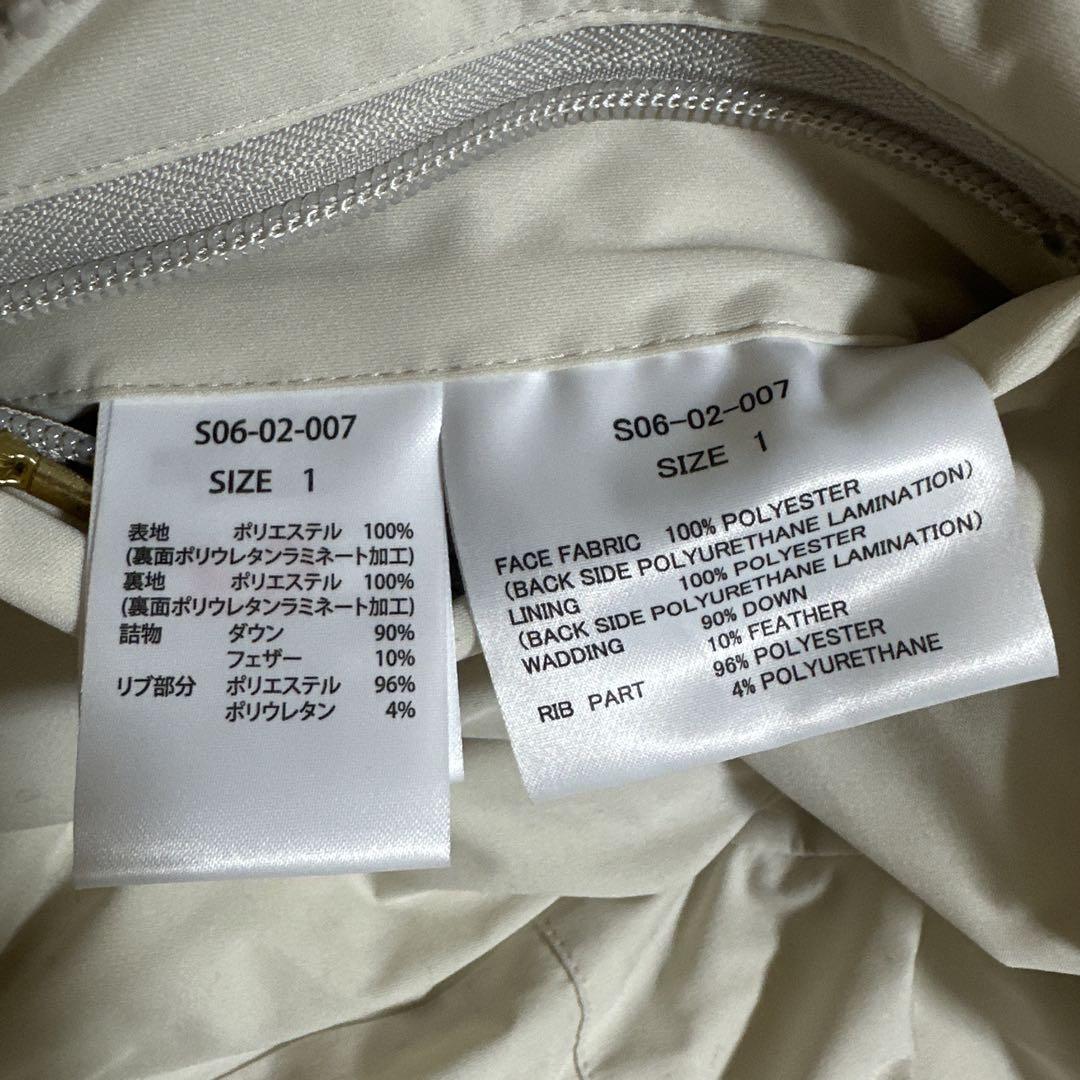 S06-02-007
SIZE 1
表地 ポリエステル 100%
(裏面ポリウレタンラミネート加工)
裏地 ポリエステル 100%
(裏面ポリウレタンラミネート加工)
詰物 ダウン 90%
フェザー 10%
リブ部分 ポリエステル 96%
ポリウレタン 4%
S06-02-007
SIZE 1
FACE FABRIC 100% POLYESTER
(BACK SIDE POLYURETHANE LAMINATION)
LINING 100% POLYESTER
(BACK SIDE POLYURETHANE LAMINATION)
WADDING 90% DOWN
10% FEATHER
RIB PART 96% POLYESTER
4% POLYURETHANE